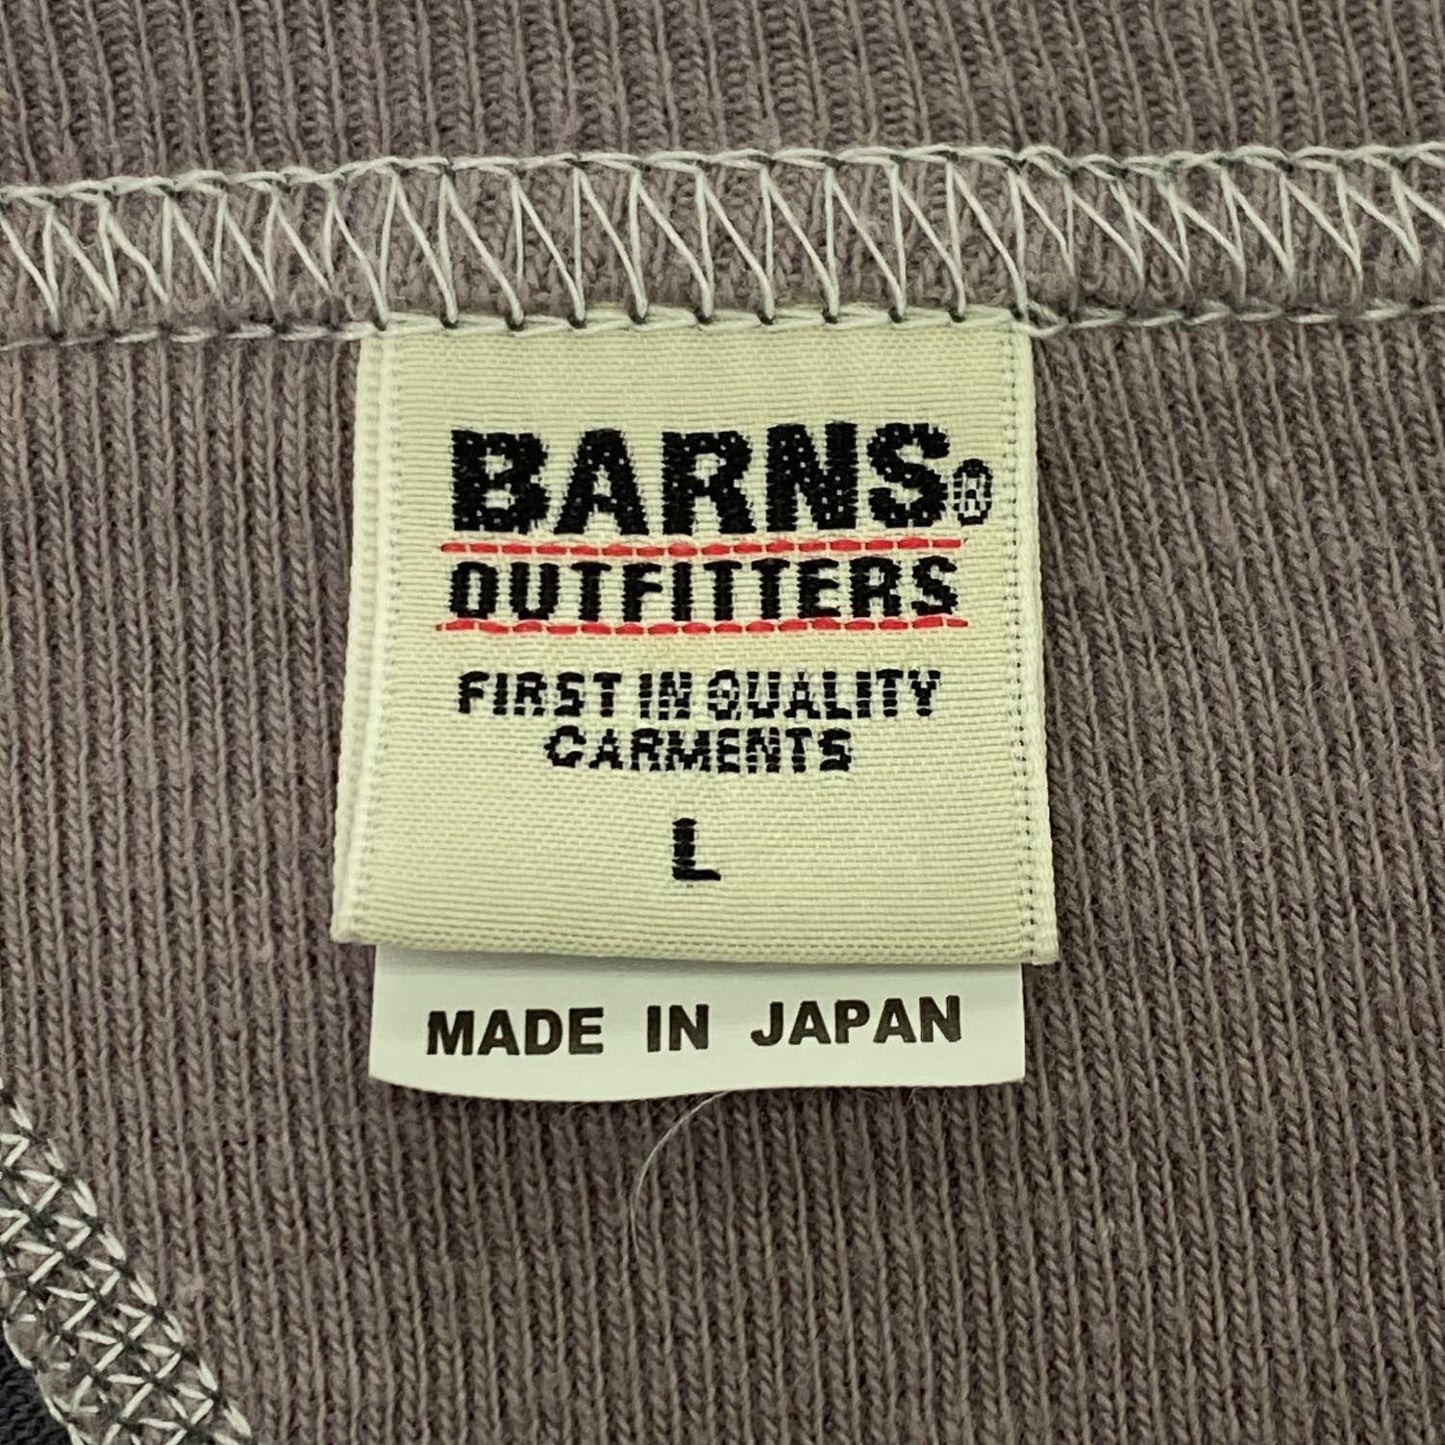 BARNS®
OUTFITTERS
FIRST IN QUALITY
GARMENTS
L
MADE IN JAPAN